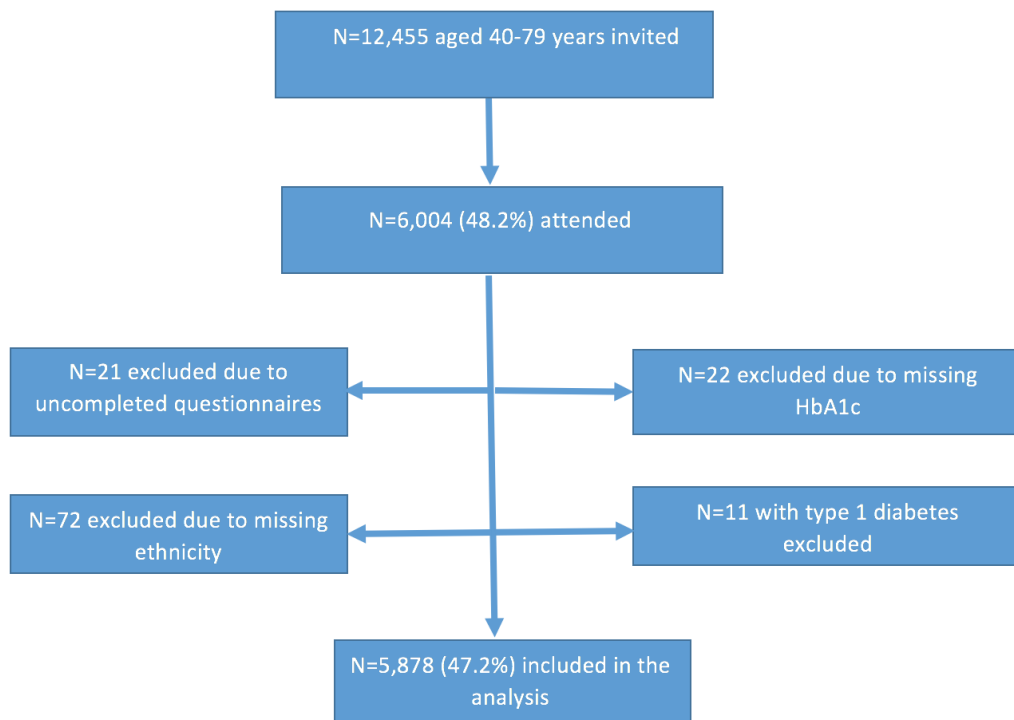 N=12,455 aged 40-79 years invited
N=6,004 (48.2%) attended
N=21 excluded due to
uncompleted questionnaires
N=22 excluded due to missing
HbA1c
N=72 excluded due to missing
ethnicity
N=11 with type 1 diabetes
excluded
N=5,878 (47.2%) included in the
analysis